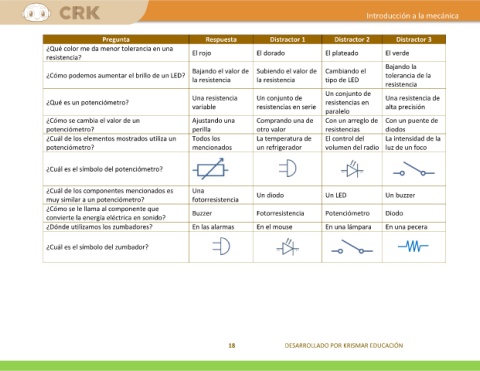 CRK
Introducción a la mecánica
Pregunta Respuesta Distractor 1 Distractor 2 Distractor 3
¿Qué color me da menor tolerancia en una resistencia? El rojo El dorado El plateado El verde
¿Cómo podemos aumentar el brillo de un LED? Bajando el valor de la resistencia Subiendo el valor de la resistencia Cambiando el tipo de LED Bajando la tolerancia de la resistencia
¿Qué es un potenciómetro? Una resistencia variable Un conjunto de resistencias en serie Un conjunto de resistencias en paralelo Una resistencia de alta precisión
¿Cómo se cambia el valor de un potenciómetro? Ajustando una perilla Comprando una de otro valor Con un arreglo de resistencias Con un puente de diodos
¿Cuál de los elementos mostrados utiliza un potenciómetro? Todos los mencionados La temperatura de un refrigerador El control del volumen del radio La intensidad de la luz de un foco
¿Cuál es el símbolo del potenciómetro?
¿Cuál de los componentes mencionados es muy similar a un potenciómetro? Una fotorresistencia Un diodo Un LED Un buzzer
¿Cómo se le llama al componente que convierte la energía eléctrica en sonido? Buzzer Fotorresistencia Potenciómetro Diodo
¿Dónde utilizamos los zumbadores? En las alarmas En el mouse En una lámpara En una pecera
¿Cuál es el símbolo del zumbador?
18 DESARROLLADO POR KRISMAR EDUCACIÓN